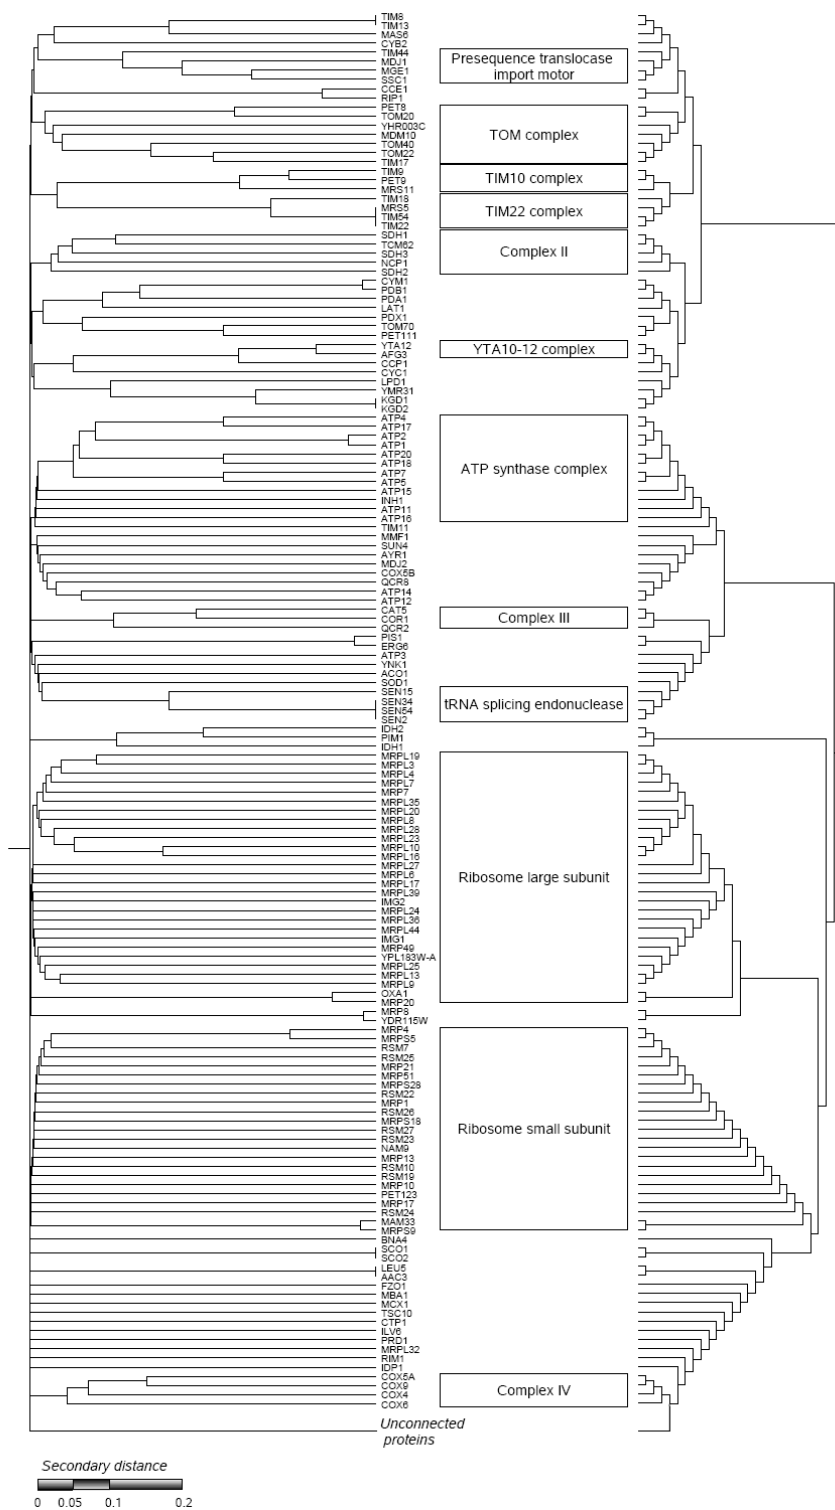 TIM8
TIM13
MAS6
CYB2
TIM44
MDJ1
MGE1
SSC1
Presequence translocase
import motor
CCE1
RIP1
PET8
TOM20
YHR003C
MDM10
TOM40
TOM22
TIM17
TOM complex
TIM9
PET9
MRS11
TIM10 complex
TIM18
MRS5
TIM54
TIM22
TIM22 complex
SDH1
TCM62
SDH3
NCP1
SDH2
Complex II
CYM1
PDB1
PDA1
LAT1
PDX1
TOM70
PET111
YTA12
AFG3
YTA10-12 complex
CCP1
CYC1
LPD1
YMR31
KGD1
KGD2
ATP4
ATP17
ATP2
ATP1
ATP20
ATP18
ATP7
ATP5
ATP15
INH1
ATP11
ATP16
ATP synthase complex
TIM11
MMF1
SUN4
AYR1
MDJ2
COX5B
QCR8
ATP14
ATP12
CAT5
COR1
QCR2
Complex III
PIS1
ERG6
ATP3
YNK1
ACO1
SOD1
SEN15
SEN34
SEN54
SEN2
tRNA splicing endonuclease
IDH2
PIM1
IDH1
MRPL19
MRPL3
MRPL4
MRPL7
MRP7
MRPL35
MRPL20
MRPL8
MRPL28
MRPL23
MRPL10
MRPL16
MRPL27
MRPL6
MRPL17
MRPL39
IMG2
MRPL24
MRPL36
MRPL44
IMG1
MRP49
YPL183W-A
MRPL25
MRPL13
MRPL9
OXA1
MRP20
Ribosome large subunit
MRP8
YDR115W
MRP4
MRPS5
RSM7
RSM25
MRP21
MRP51
MRPS28
RSM22
MRP1
RSM26
MRPS18
RSM27
RSM23
NAM9
MRP13
RSM10
RSM19
MRP10
PET123
MRP17
RSM24
MAM33
MRPS9
Ribosome small subunit
BNA4
SCO1
SCO2
LEU5
AAC3
FZO1
MBA1
MCX1
TSC10
CTP1
ILV6
PRD1
MRPL32
RIM1
IDP1
COX5A
COX9
COX4
COX6
Complex IV
Unconnected
proteins
Secondary distance
0 0.05 0.1 0.2